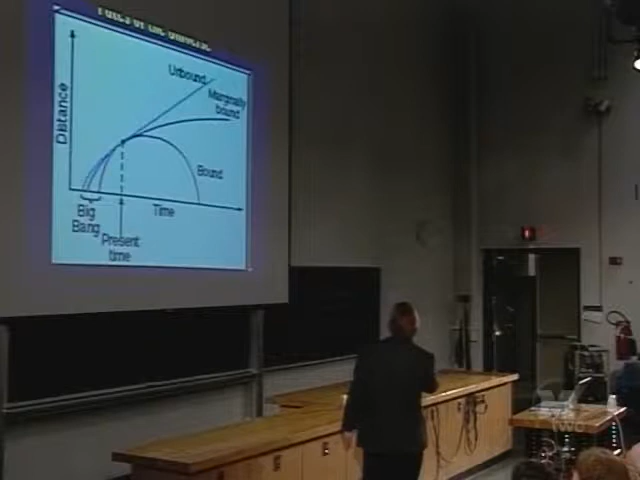 Unbound
Marginally
bound
Distance
Bound
Big
Bang
Time
Present
time